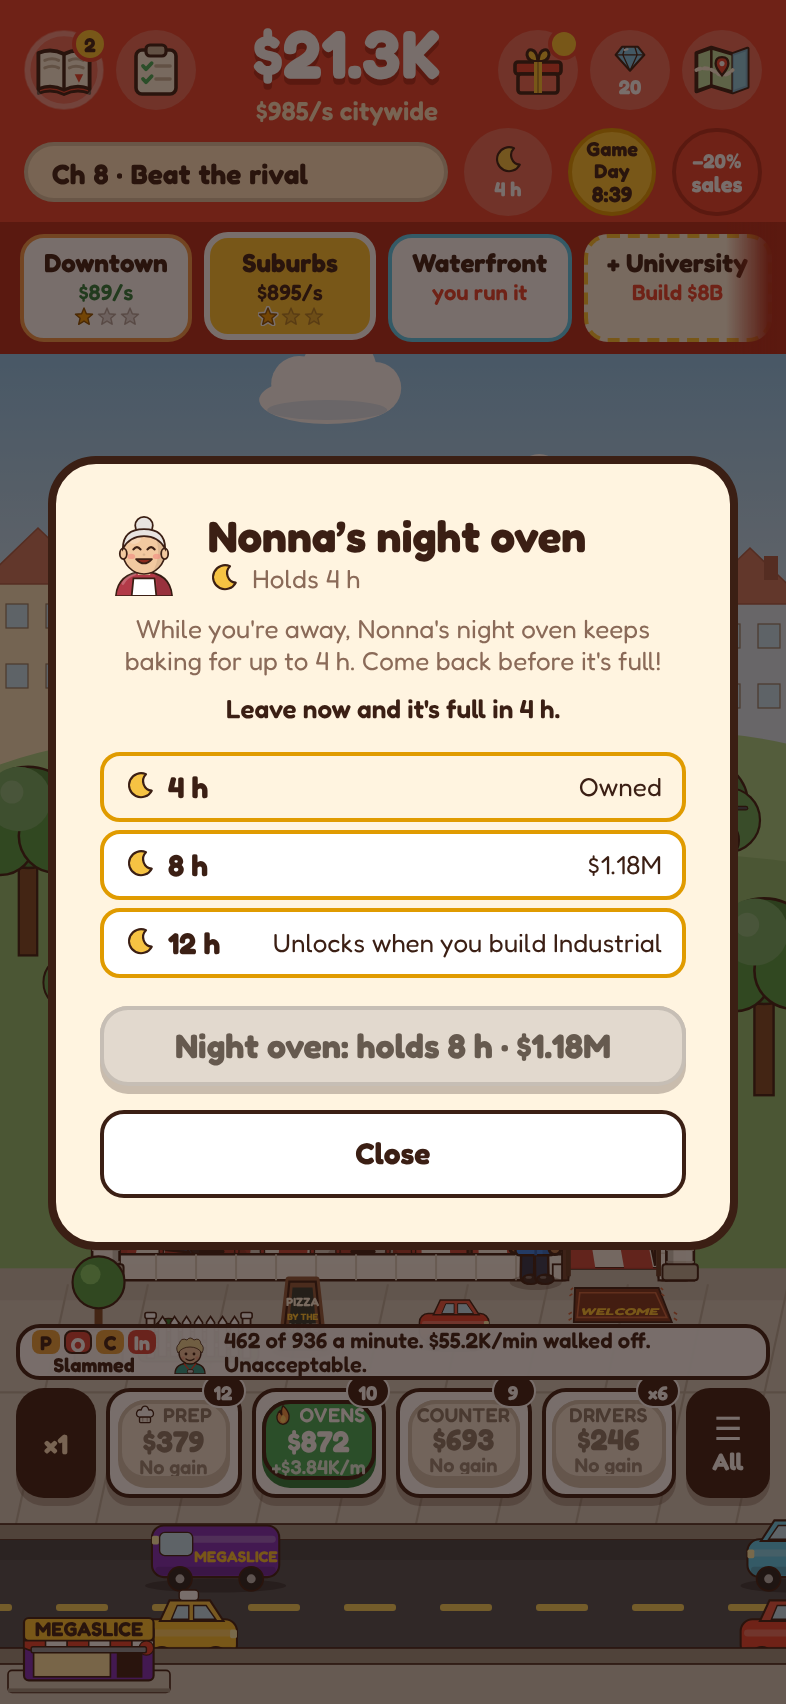 2
$21.3K
$985/s citywide
20
Ch 8 · Beat the rival
4 h
Game
Day
8:39
-20%
sales
Downtown
$89/s
Suburbs
$895/s
Waterfront
you run it
+ University
Build $8B
Nonna's night oven
Holds 4 h
While you're away, Nonna's night oven keeps
baking for up to 4 h. Come back before it's full!
Leave now and it's full in 4 h.
4 h Owned
8 h $1.18M
12 h Unlocks when you build Industrial
Night oven: holds 8 h · $1.18M
Close
PIZZA
BY THE
WELCOME
P O C In
Slammed
462 of 936 a minute. $55.2K/min walked off.
Unacceptable.
x1
12
PREP
$379
No gain
10
OVENS
$872
+$3.84K/m
9
COUNTER
$693
No gain
x6
DRIVERS
$246
No gain
All
MEGASLICE
MEGASLICE